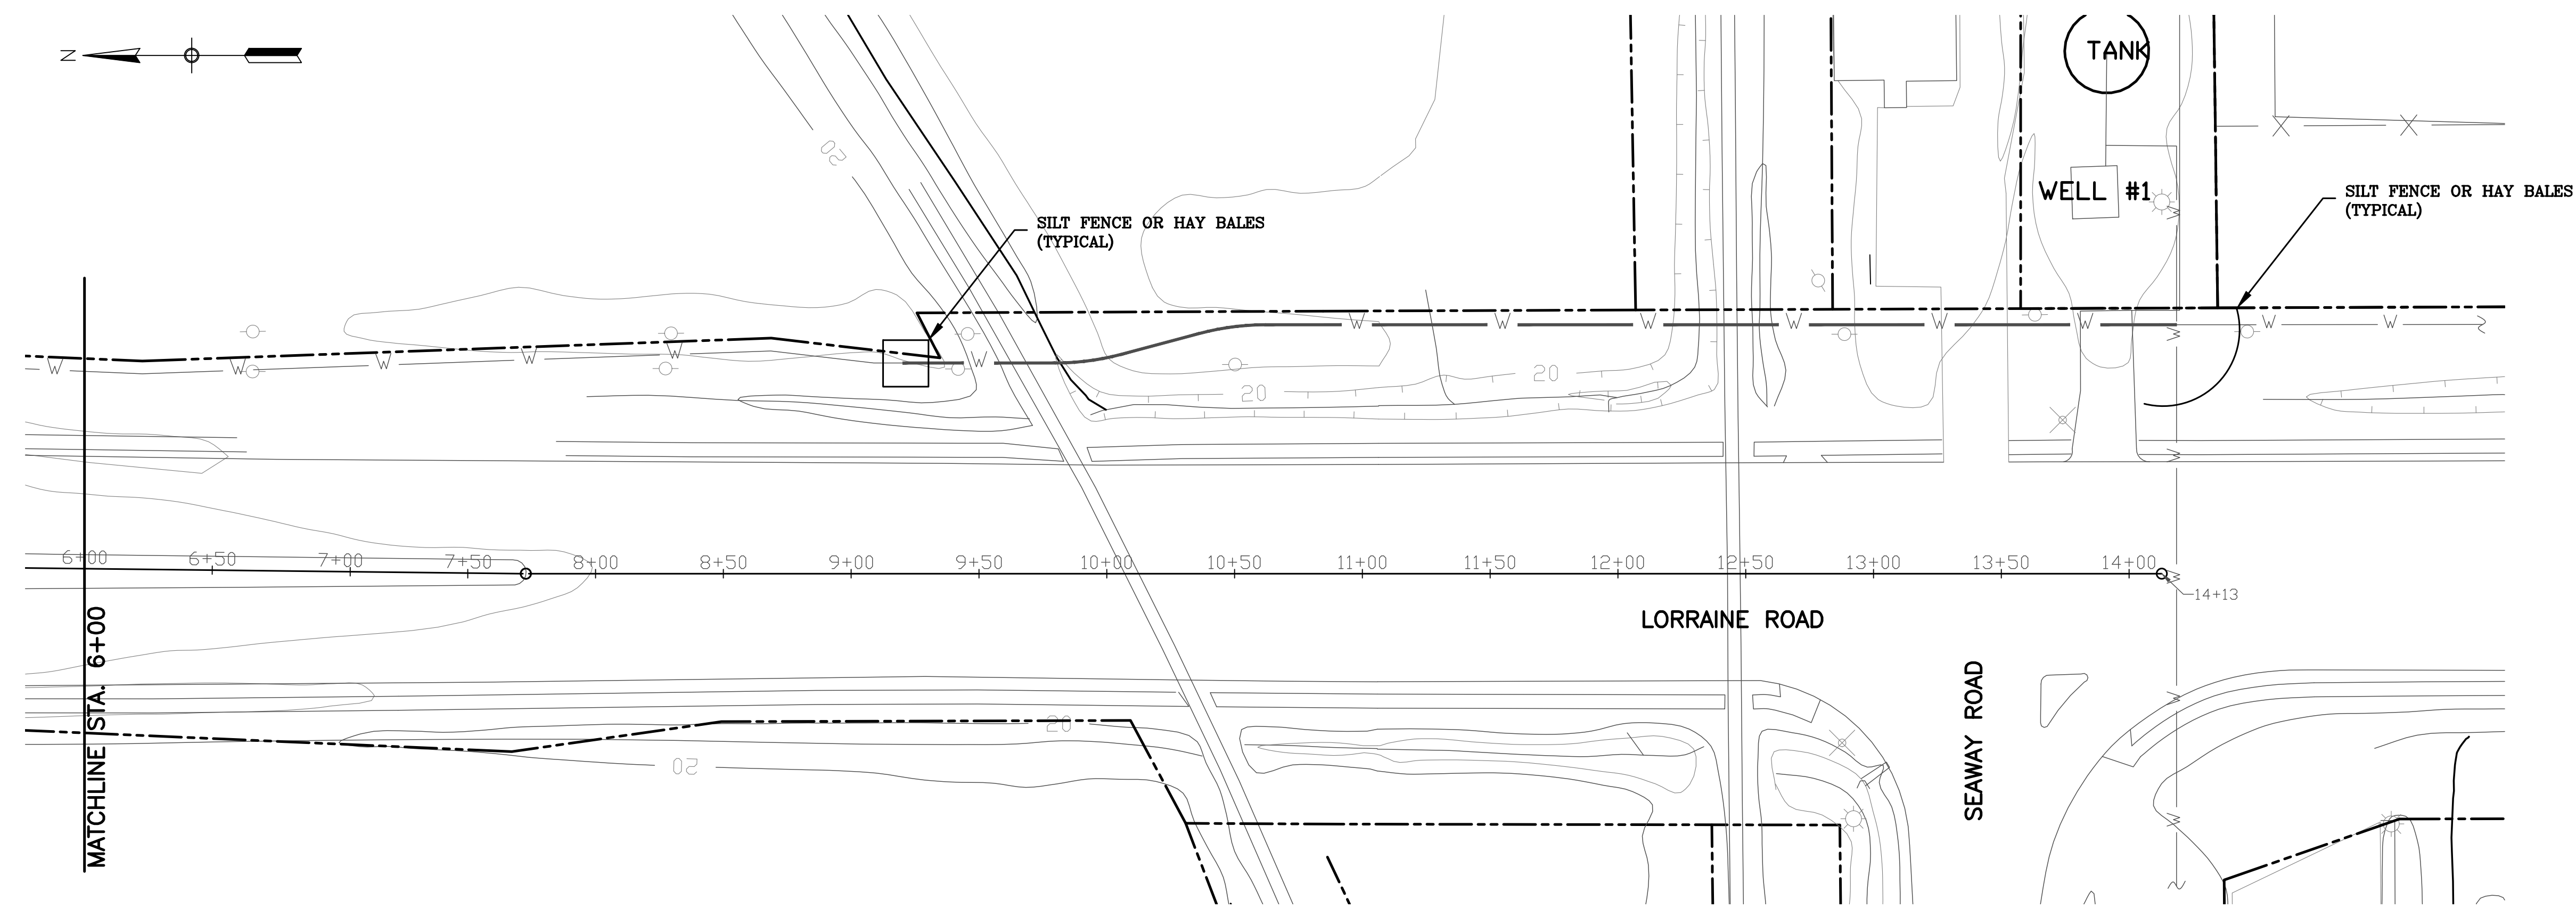 N
TANK
20
WELL #1
SILT FENCE OR HAY BALES
(TYPICAL)
SILT FENCE OR HAY BALES
(TYPICAL)
W W W W W W W W W W W W W W
20
20
6+00 6+50 7+00 7+50 8+00 8+50 9+00 9+50 10+00 10+50 11+00 11+50 12+00 12+50 13+00 13+50 14+00
14+13
LORRAINE ROAD
MATCHLINE STA. 6+00
SEAWAY ROAD
20
20